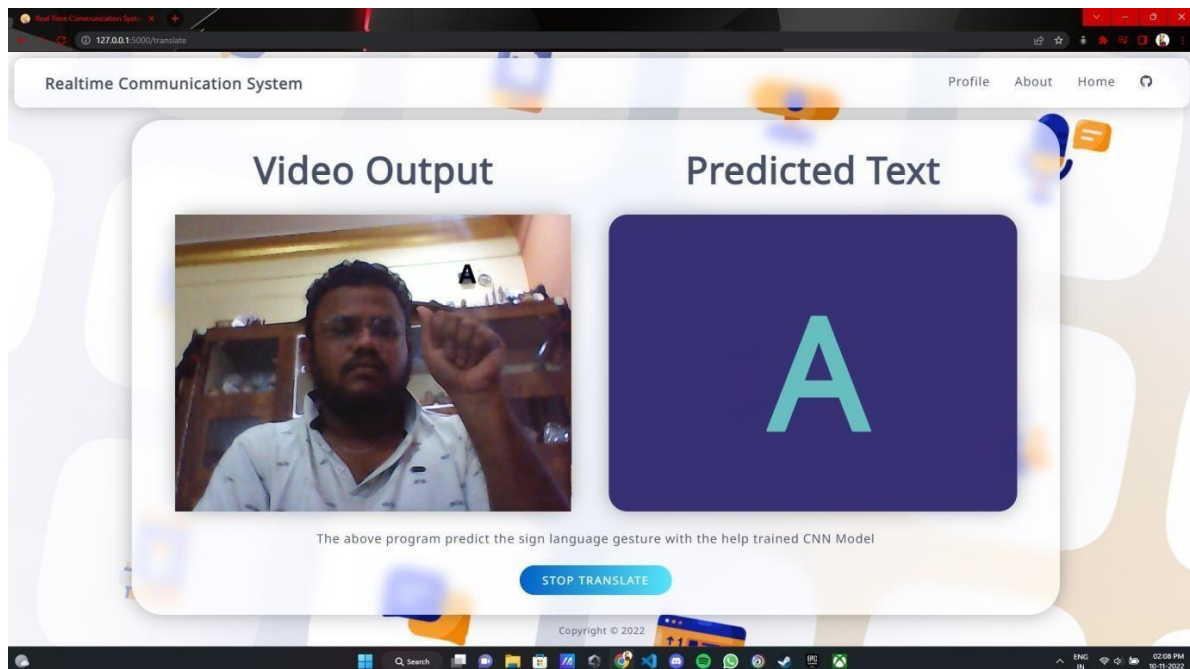 Real Time Communication Syste
127.0.0.1:5000/translate
Realtime Communication System
Profile About Home
Video Output
Predicted Text
A
A
The above program predict the sign language gesture with the help trained CNN Model
STOP TRANSLATE
Copyright © 2022
Search
ENG
IN
02:08 PM
10-11-2022